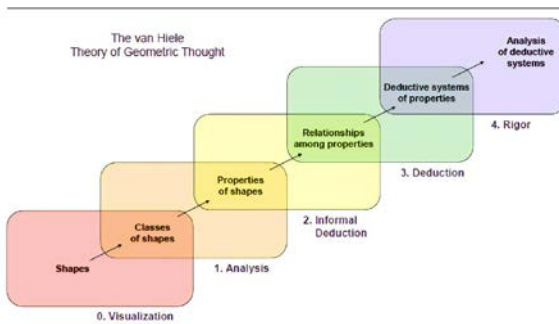 The van Hiele
Theory of Geometric Thought
Analysis
of deductive
systems
Deductive systems
of properties
4. Rigor
Relationships
among properties
3. Deduction
Properties
of shapes
2. Informal
Deduction
Classes
of shapes
1. Analysis
Shapes
0. Visualization